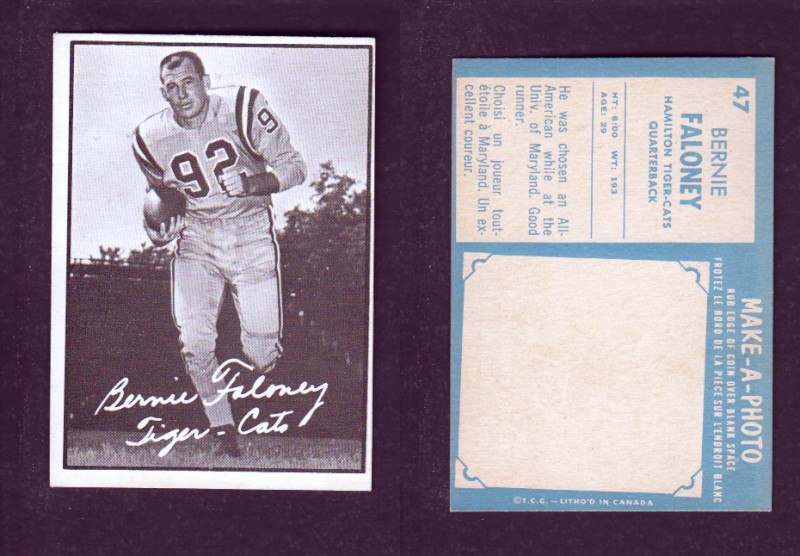 92
92
Bernie Faloney
Tiger-Cats
47
BERNIE
FALONEY
HAMILTON TIGER-CATS
QUARTERBACK
HT: 6:00 WT: 193
AGE: 29
He was chosen an All-
American while at the
Univ. of Maryland. Good
runner.
Choisi un joueur tout-
étoile à Maryland. Un ex-
cellent coureur.
MAKE-A-PHOTO
RUB EDGE OF COIN OVER BLANK SPACE
FROTEZ LE BORD DE LA PIECE SUR L'ENDROIT BLANC
©T.C.G. — LITHO'D IN CANADA